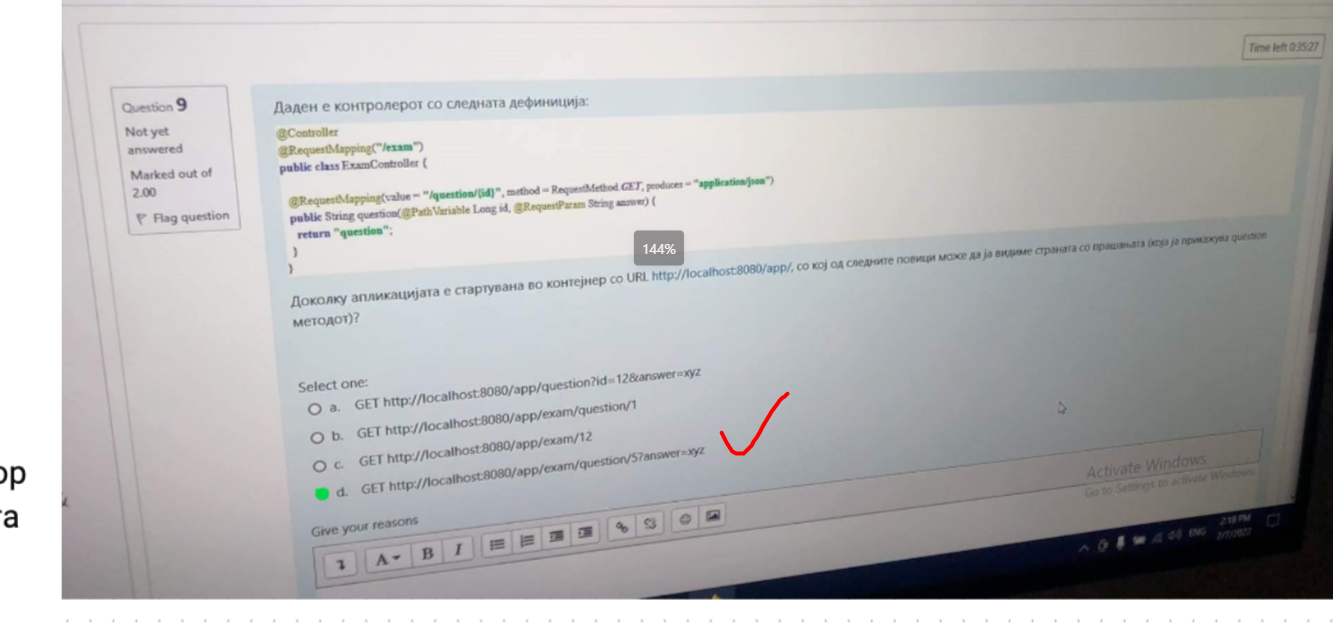 Time left 0:35:27
Question 9
Not yet
answered
Marked out of
2.00
Flag question
Даден е контролерот со следната дефиниција:
@Controller
@RequestMapping("/exam")
public class ExamController {
@RequestMapping(value = "/question/{id}", method = RequestMethod.GET, produces = "application/json")
public String question(@PathVariable Long id, @RequestParam String answer) {
return "question";
}
}
144%
Доколку апликацијата е стартувана во контејнер со URL http://localhost:8080/app/, со кој од следните повици може да ја видиме страната со прашањата (која ја прикажува question
методот)?
Select one:
a. GET http://localhost:8080/app/question?id=12&answer=xyz
b. GET http://localhost:8080/app/exam/question/1
c. GET http://localhost:8080/app/exam/12
d. GET http://localhost:8080/app/exam/question/5?answer=xyz
Give your reasons
A B I
Activate Windows
Go to Settings to activate Windows.
ENG
2:18 PM
ор
та